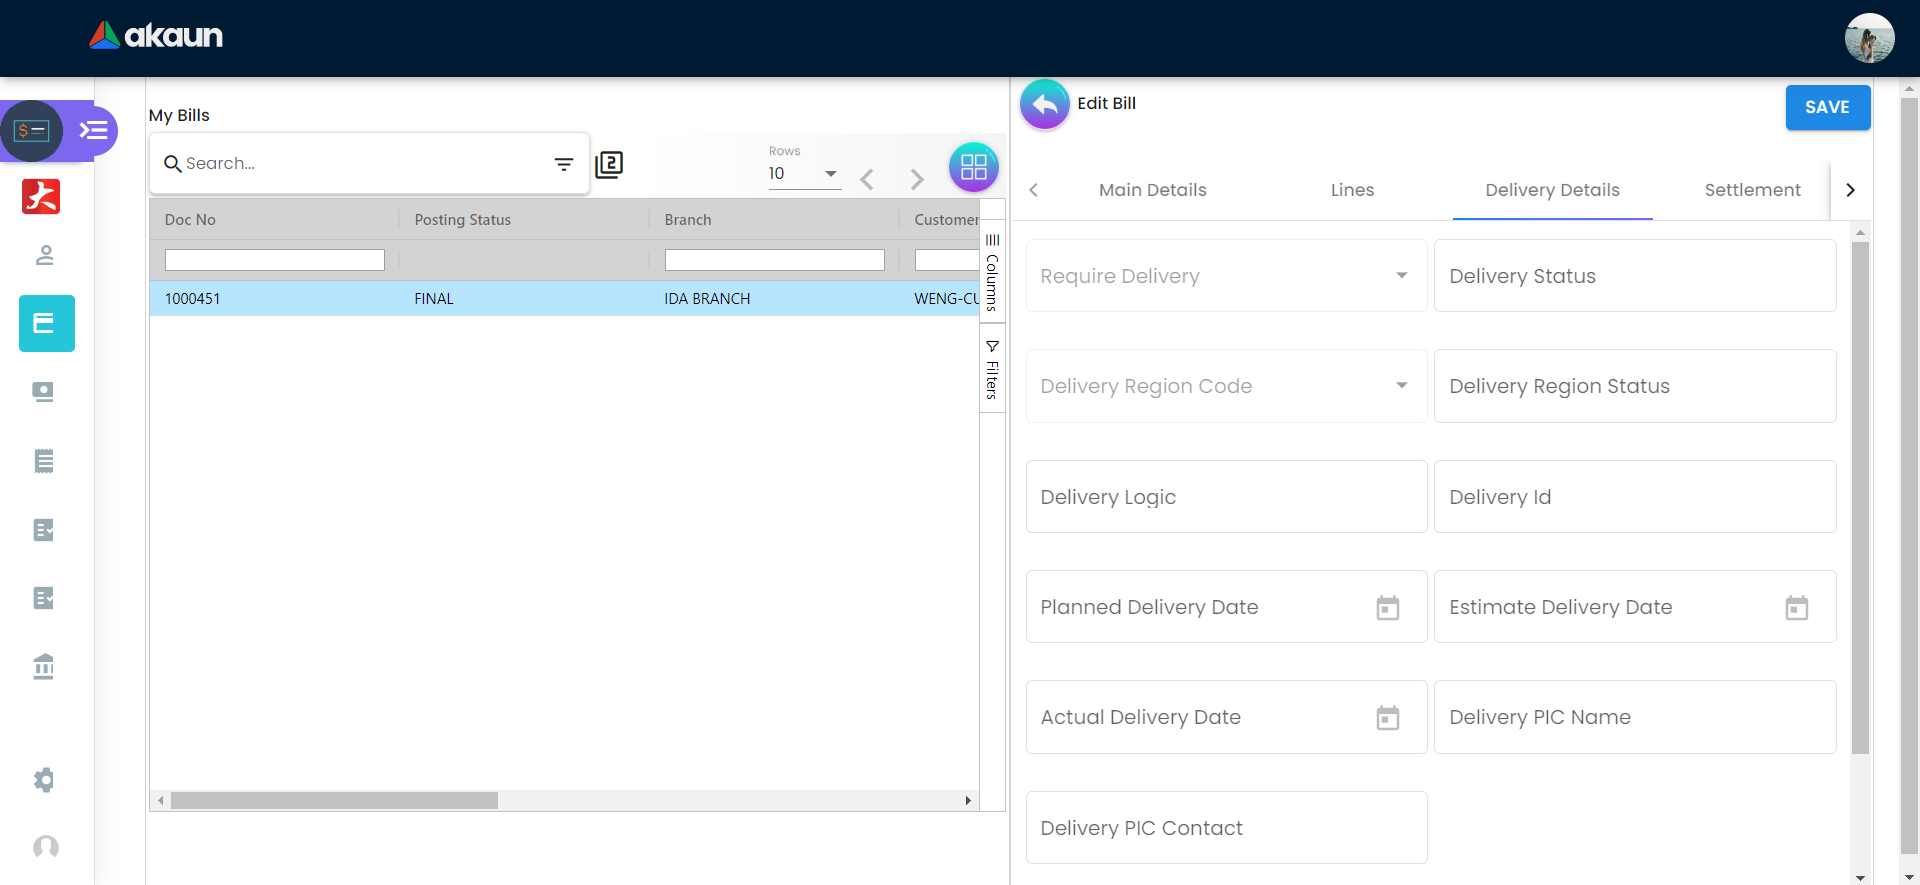 akaun
My Bills
Search...
2
Rows
10
Doc No
Posting Status
Branch
Customer
1000451
FINAL
IDA BRANCH
WENG-CU
Columns
Filters
Edit Bill
SAVE
Main Details
Lines
Delivery Details
Settlement
Require Delivery
Delivery Status
Delivery Region Code
Delivery Region Status
Delivery Logic
Delivery Id
Planned Delivery Date
Estimate Delivery Date
Actual Delivery Date
Delivery PIC Name
Delivery PIC Contact